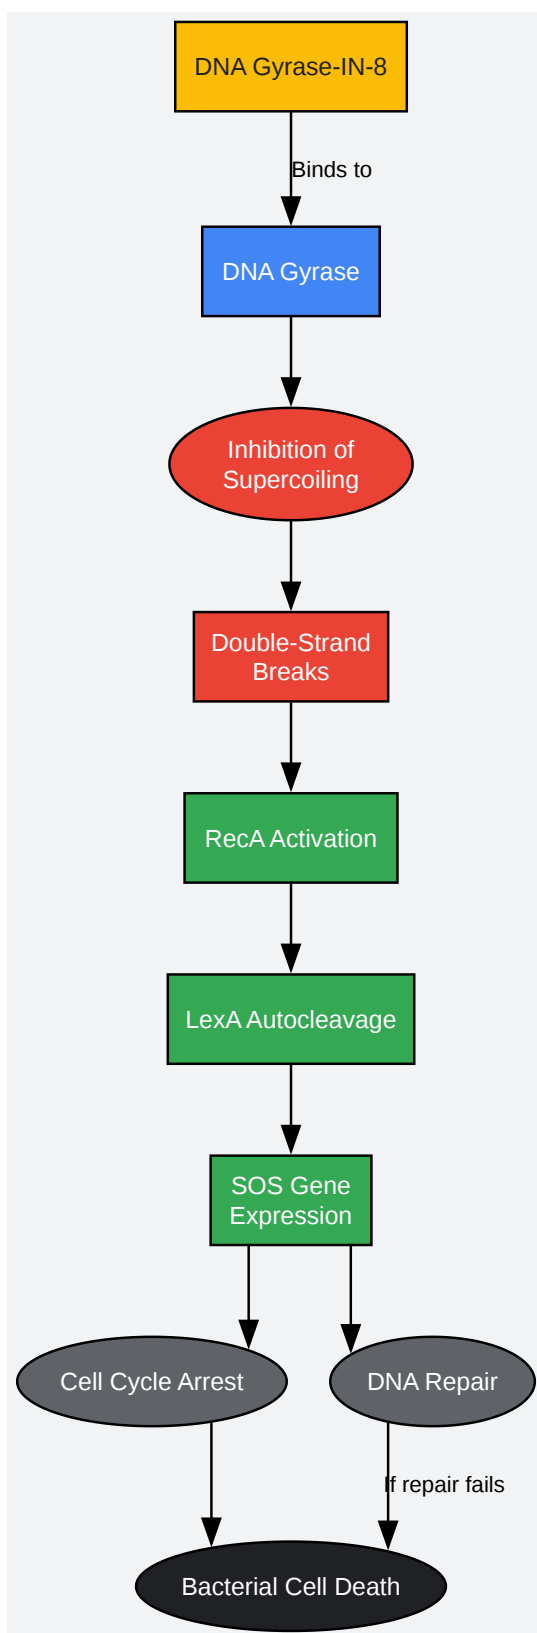 DNA Gyrase-IN-8
Binds to
DNA Gyrase
Inhibition of
Supercoiling
Double-Strand
Breaks
RecA Activation
LexA Autocleavage
SOS Gene
Expression
Cell Cycle Arrest
DNA Repair
If repair fails
Bacterial Cell Death